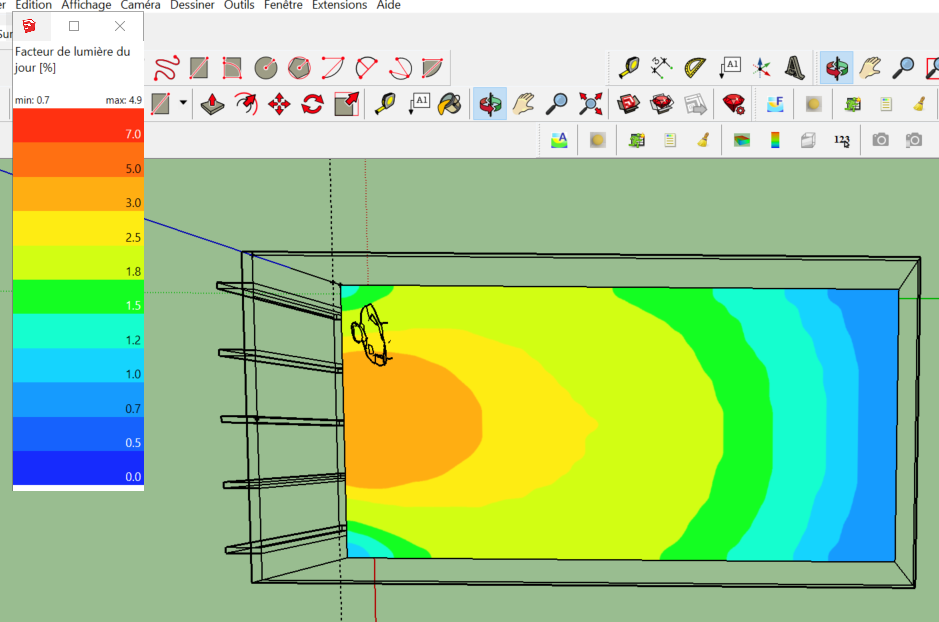 er Edition Affichage Caméra Dessiner Outils Fenêtre Extensions Aide
Sur
Facteur de lumière du
jour [%]
min: 0.7 max: 4.9
7.0
5.0
3.0
2.5
1.8
1.5
1.2
1.0
0.7
0.5
0.0
A1
A1
F
A
123